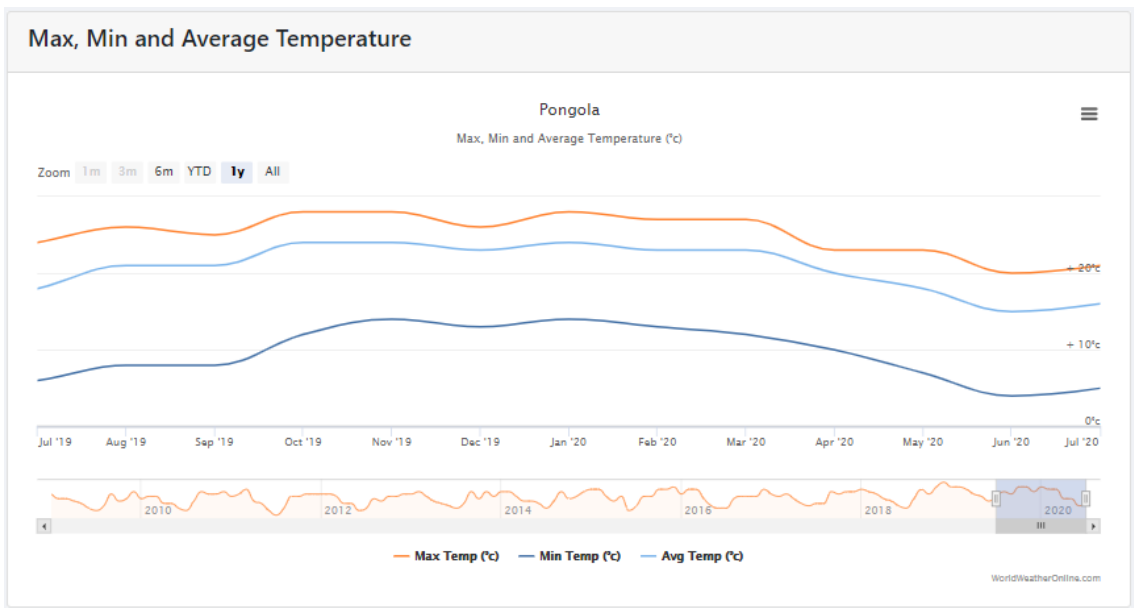 Max, Min and Average Temperature
Pongola
Max, Min and Average Temperature (°c)
Zoom 1m 3m 6m YTD 1y All
+ 20°c
+ 10°c
0°c
Jul '19 Aug '19 Sep '19 Oct '19 Nov '19 Dec '19 Jan '20 Feb '20 Mar '20 Apr '20 May '20 Jun '20 Jul '20
2010 2012 2014 2016 2018 2020
Max Temp (°c) Min Temp (°c) Avg Temp (°c)
WorldWeatherOnline.com